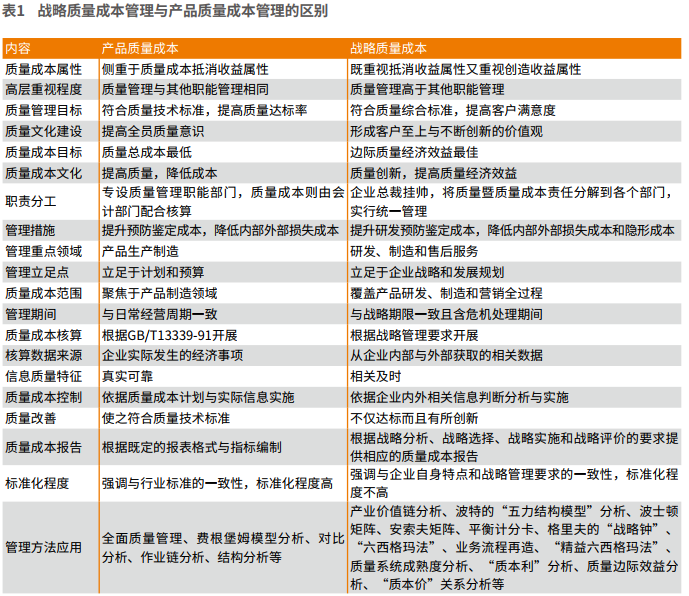 表1 战略质量成本管理与产品质量成本管理的区别
内容 产品质量成本 战略质量成本
质量成本属性 侧重于质量成本抵消收益属性 既重视抵消收益属性又重视创造收益属性
高层重视程度 质量管理与其他职能管理相同 质量管理高于其他职能管理
质量管理目标 符合质量技术标准，提高质量达标率 符合质量综合标准，提高客户满意度
质量文化建设 提高全员质量意识 形成客户至上与不断创新的价值观
质量成本目标 质量总成本最低 边际质量经济效益最佳
质量成本文化 提高质量，降低成本 质量创新，提高质量经济效益
职责分工 专设质量管理职能部门，质量成本则由会计部门配合核算 企业总裁挂帅，将质量暨质量成本责任分解到各个部门，实行统一管理
管理措施 提升预防鉴定成本，降低内部外部损失成本 提升研发预防鉴定成本，降低内部外部损失成本和隐形成本
管理重点领域 产品生产制造 研发、制造和售后服务
管理立足点 立足于计划和预算 立足于企业战略和发展规划
质量成本范围 聚焦于产品制造领域 覆盖产品研发、制造和营销全过程
管理期间 与日常经营周期一致 与战略期限一致且含危机处理期间
质量成本核算 根据GB/T13339-91开展 根据战略管理要求开展
核算数据来源 企业实际发生的经济事项 从企业内部与外部获取的相关数据
信息质量特征 真实可靠 相关及时
质量成本控制 依据质量成本计划与实际信息实施 依据企业内外相关信息判断分析与实施
质量改善 使之符合质量技术标准 不仅达标而且有所创新
质量成本报告 根据既定的报表格式与指标编制 根据战略分析、战略选择、战略实施和战略评价的要求提供相应的质量成本报告
标准化程度 强调与行业标准的一致性，标准化程度高 强调与企业自身特点和战略管理要求的一致性，标准化程度不高
管理方法应用 全面质量管理、费根堡姆模型分析、对比分析、作业链分析、结构分析等 产业价值链分析、波特的“五力结构模型”分析、波士顿矩阵、安索夫矩阵、平衡计分卡、格里夫的“战略钟”、“六西格玛法”、业务流程再造、“精益六西格玛法”、质量系统成熟度分析、“质本利”分析、质量边际效益分析、“质本价”关系分析等